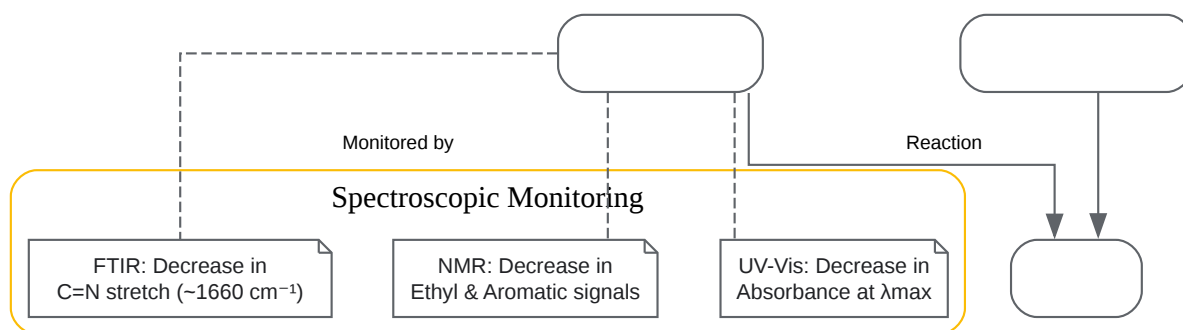 Monitored by
Reaction
Spectroscopic Monitoring
FTIR: Decrease in
C=N stretch (~1660 cm⁻¹)
NMR: Decrease in
Ethyl & Aromatic signals
UV-Vis: Decrease in
Absorbance at λmax